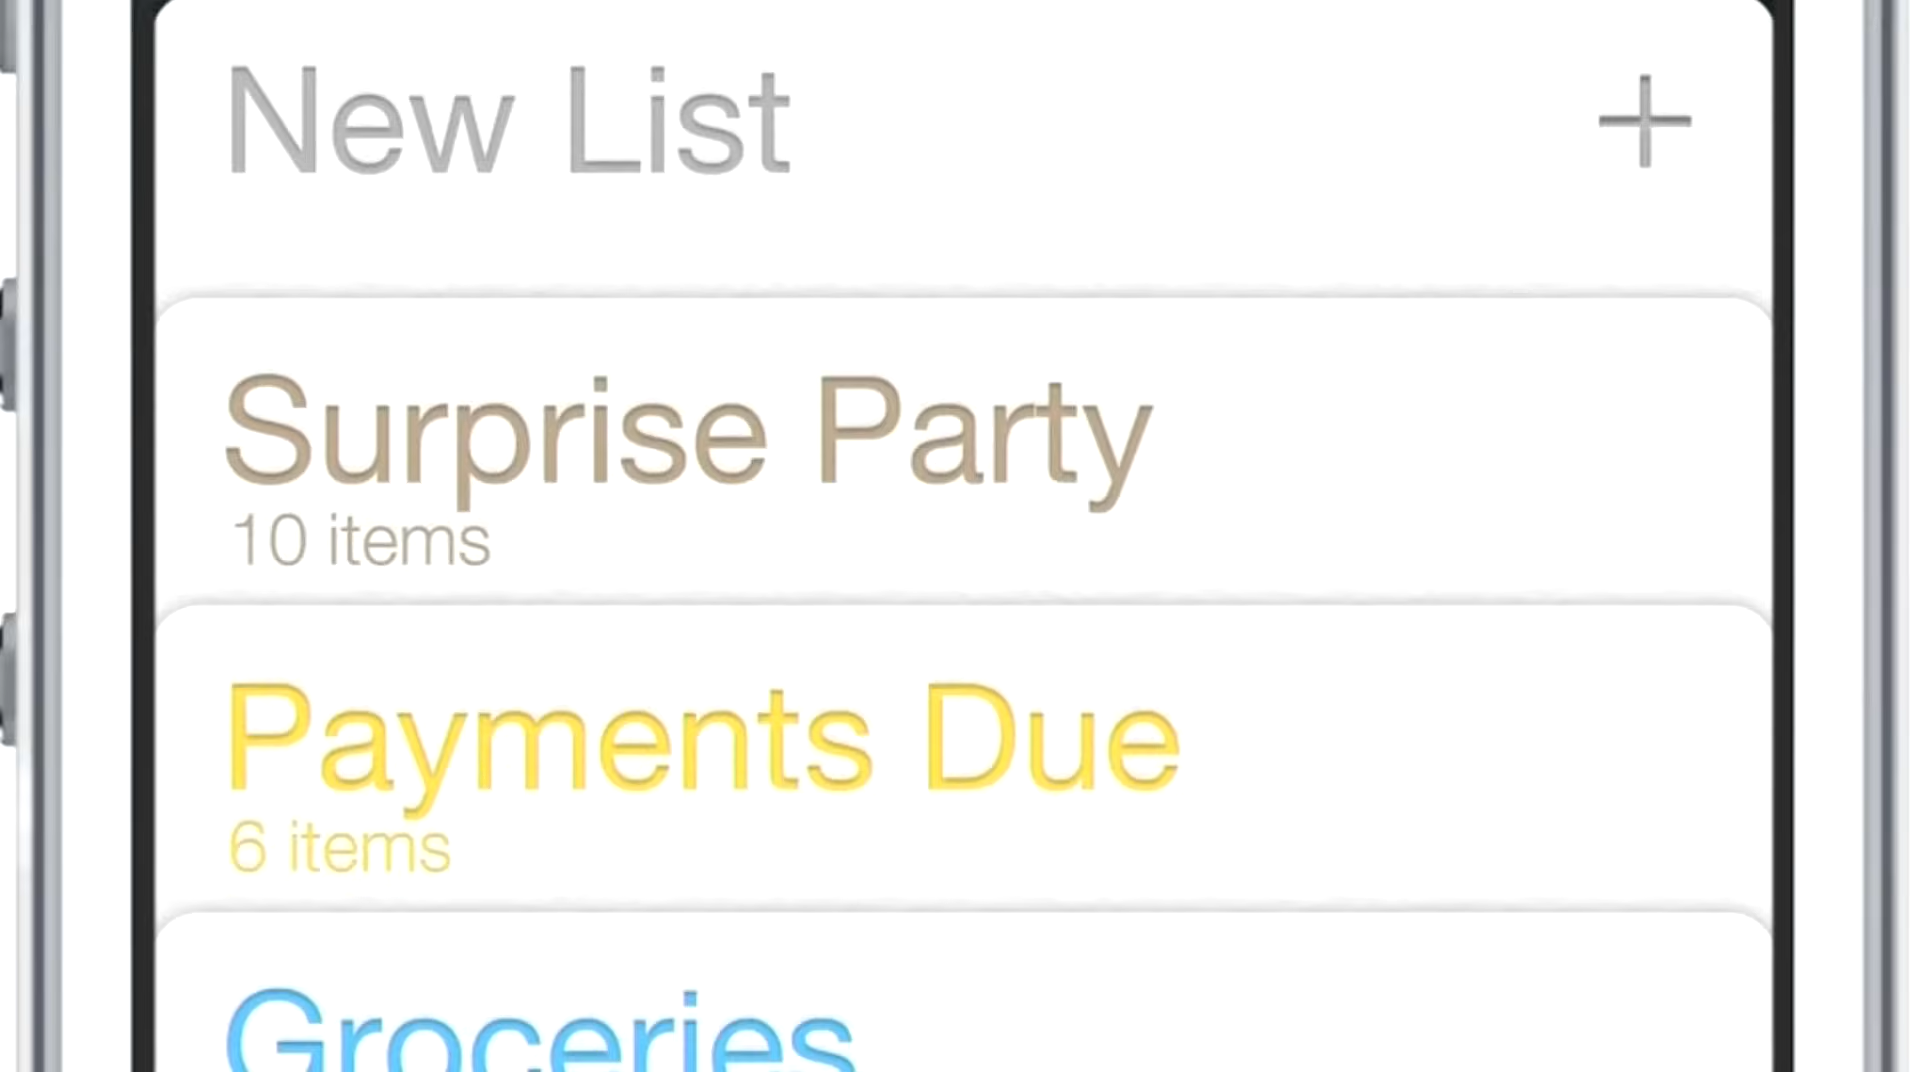 New List
Surprise Party
10 items
Payments Due
6 items
Groceries